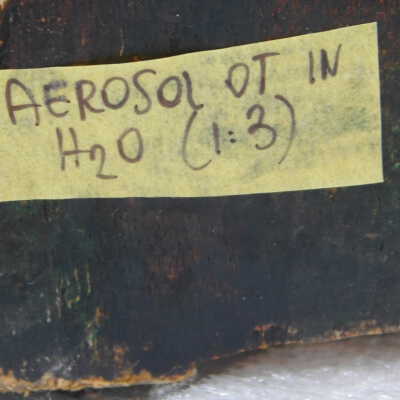 AEROSOL OT IN
H2O (1:3)